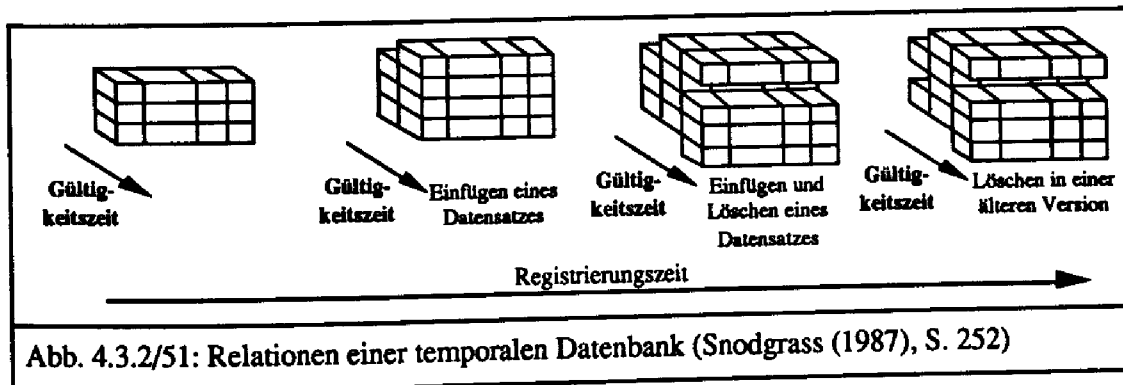 Gültig-
keitszeit
Gültig-
keitszeit
Einfügen eines
Datensatzes
Gültig-
keitszeit
Einfügen und
Löschen eines
Datensatzes
Gültig-
keitszeit
Löschen in einer
älteren Version
Registrierungszeit
Abb. 4.3.2/51: Relationen einer temporalen Datenbank (Snodgrass (1987), S. 252)